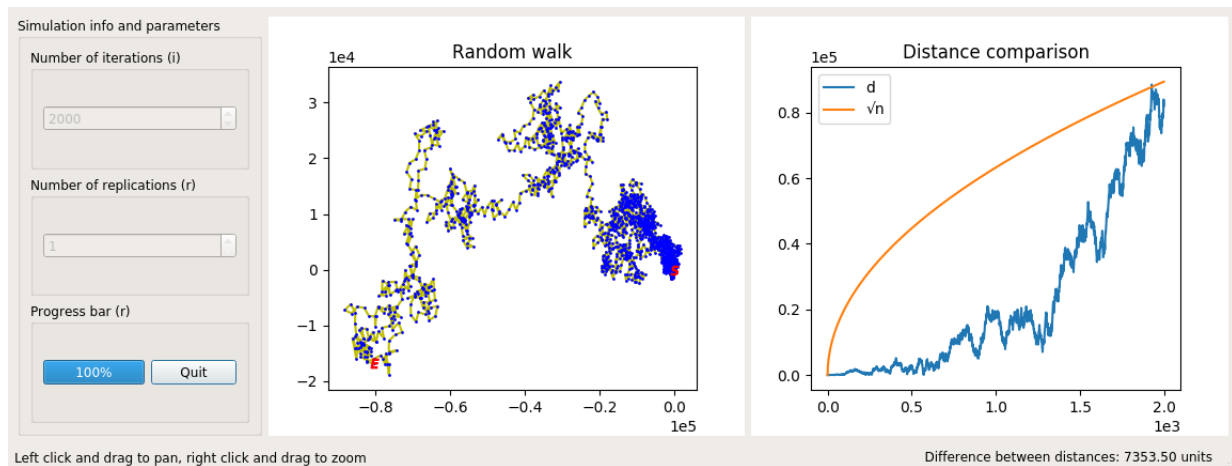 Simulation info and parameters
Number of iterations (i)
2000
Number of replications (r)
1
Progress bar (r)
100%
Quit
Random walk
1e4
3
2
1
0
−1
−2
S
E
−0.8
−0.6
−0.4
−0.2
0.0
1e5
Distance comparison
1e5
d
√n
0.8
0.6
0.4
0.2
0.0
0.0
0.5
1.0
1.5
2.0
1e3
Left click and drag to pan, right click and drag to zoom
Difference between distances: 7353.50 units